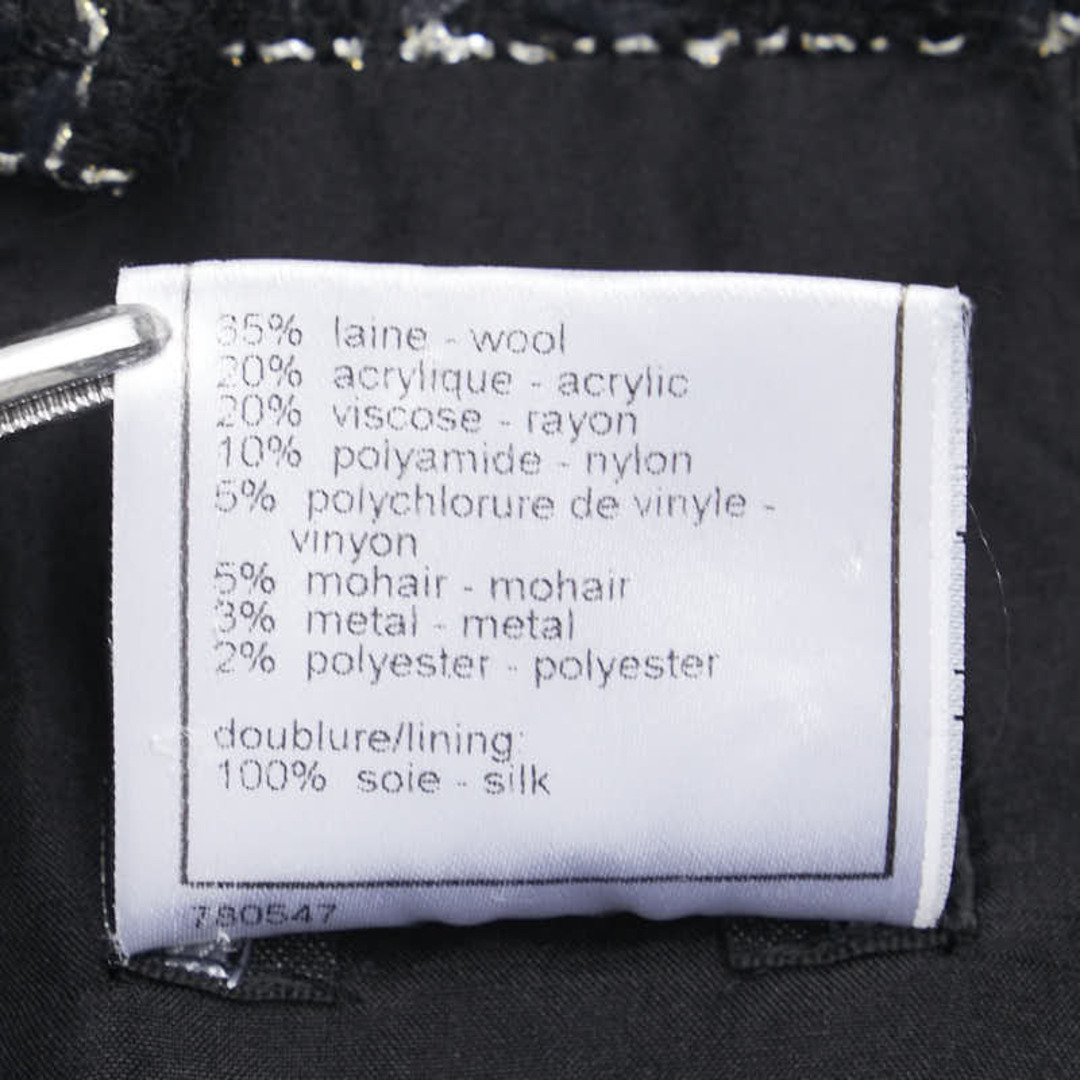 35% laine - wool
20% acrylique - acrylic
20% viscose - rayon
10% polyamide - nylon
5% polychlorure de vinyle -
vinyon
5% mohair - mohair
3% metal - metal
2% polyester - polyester
doublure/lining:
100% soie - silk
780547